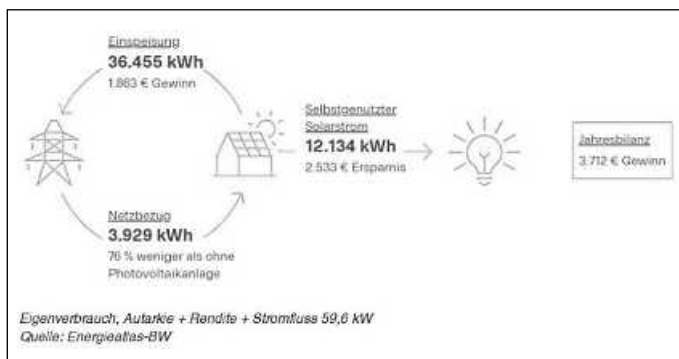 Einspeisung
36.455 kWh
1.863 € Gewinn
Selbstgenutzter
Solarstrom
12.134 kWh
2.533 € Ersparnis
Jahresbilanz
3.712 € Gewinn
Netzbezug
3.929 kWh
76 % weniger als ohne
Photovoltaikanlage
Eigenverbrauch, Autarkie + Rendite + Stromfluss 59,6 kW
Quelle: Energieatlas-BW